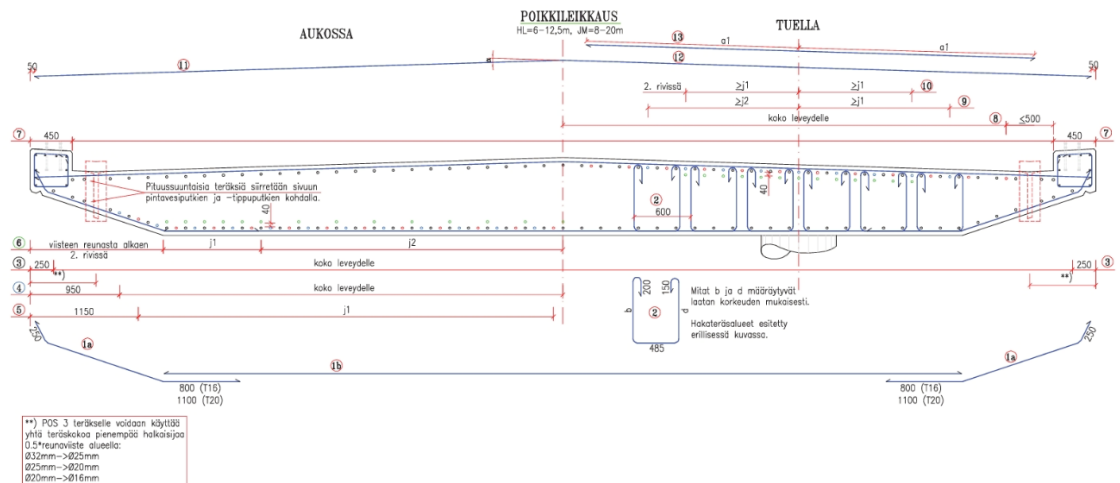 POIKKILEIKKAUS
HL=6-12,5m, JM=8-20m
AUKOSSA
TUELLA
13
a1
a1
50
11
12
50
2. rivissä
≥j1
≥j1
10
≥j2
≥j1
9
koko leveydelle
8
≤500
7
450
450
7
Pituussuuntaisia teräksiä siirretään sivuun
pintavesiputkien ja -tippuputkien kohdalla.
40
40
2
600
6
viisteen reunasta alkaen
2. rivissä
j1
j2
3
250
koko leveydelle
250
3
**)
**)
4
950
koko leveydelle
5
1150
j1
200
150
b
2
d
485
Mitat b ja d määräytyvät
laatan korkeuden mukaisesti.
Hakateräsalueet esitetty
erillisessä kuvassa.
250
1a
1b
1a
250
800 (T16)
1100 (T20)
800 (T16)
1100 (T20)
**) POS 3 teräkselle voidaan käyttää
yhtä teräskokoa pienempää halkaisijaa
0.5*reunaviiste alueella:
Ø32mm->Ø25mm
Ø25mm->Ø20mm
Ø20mm->Ø16mm